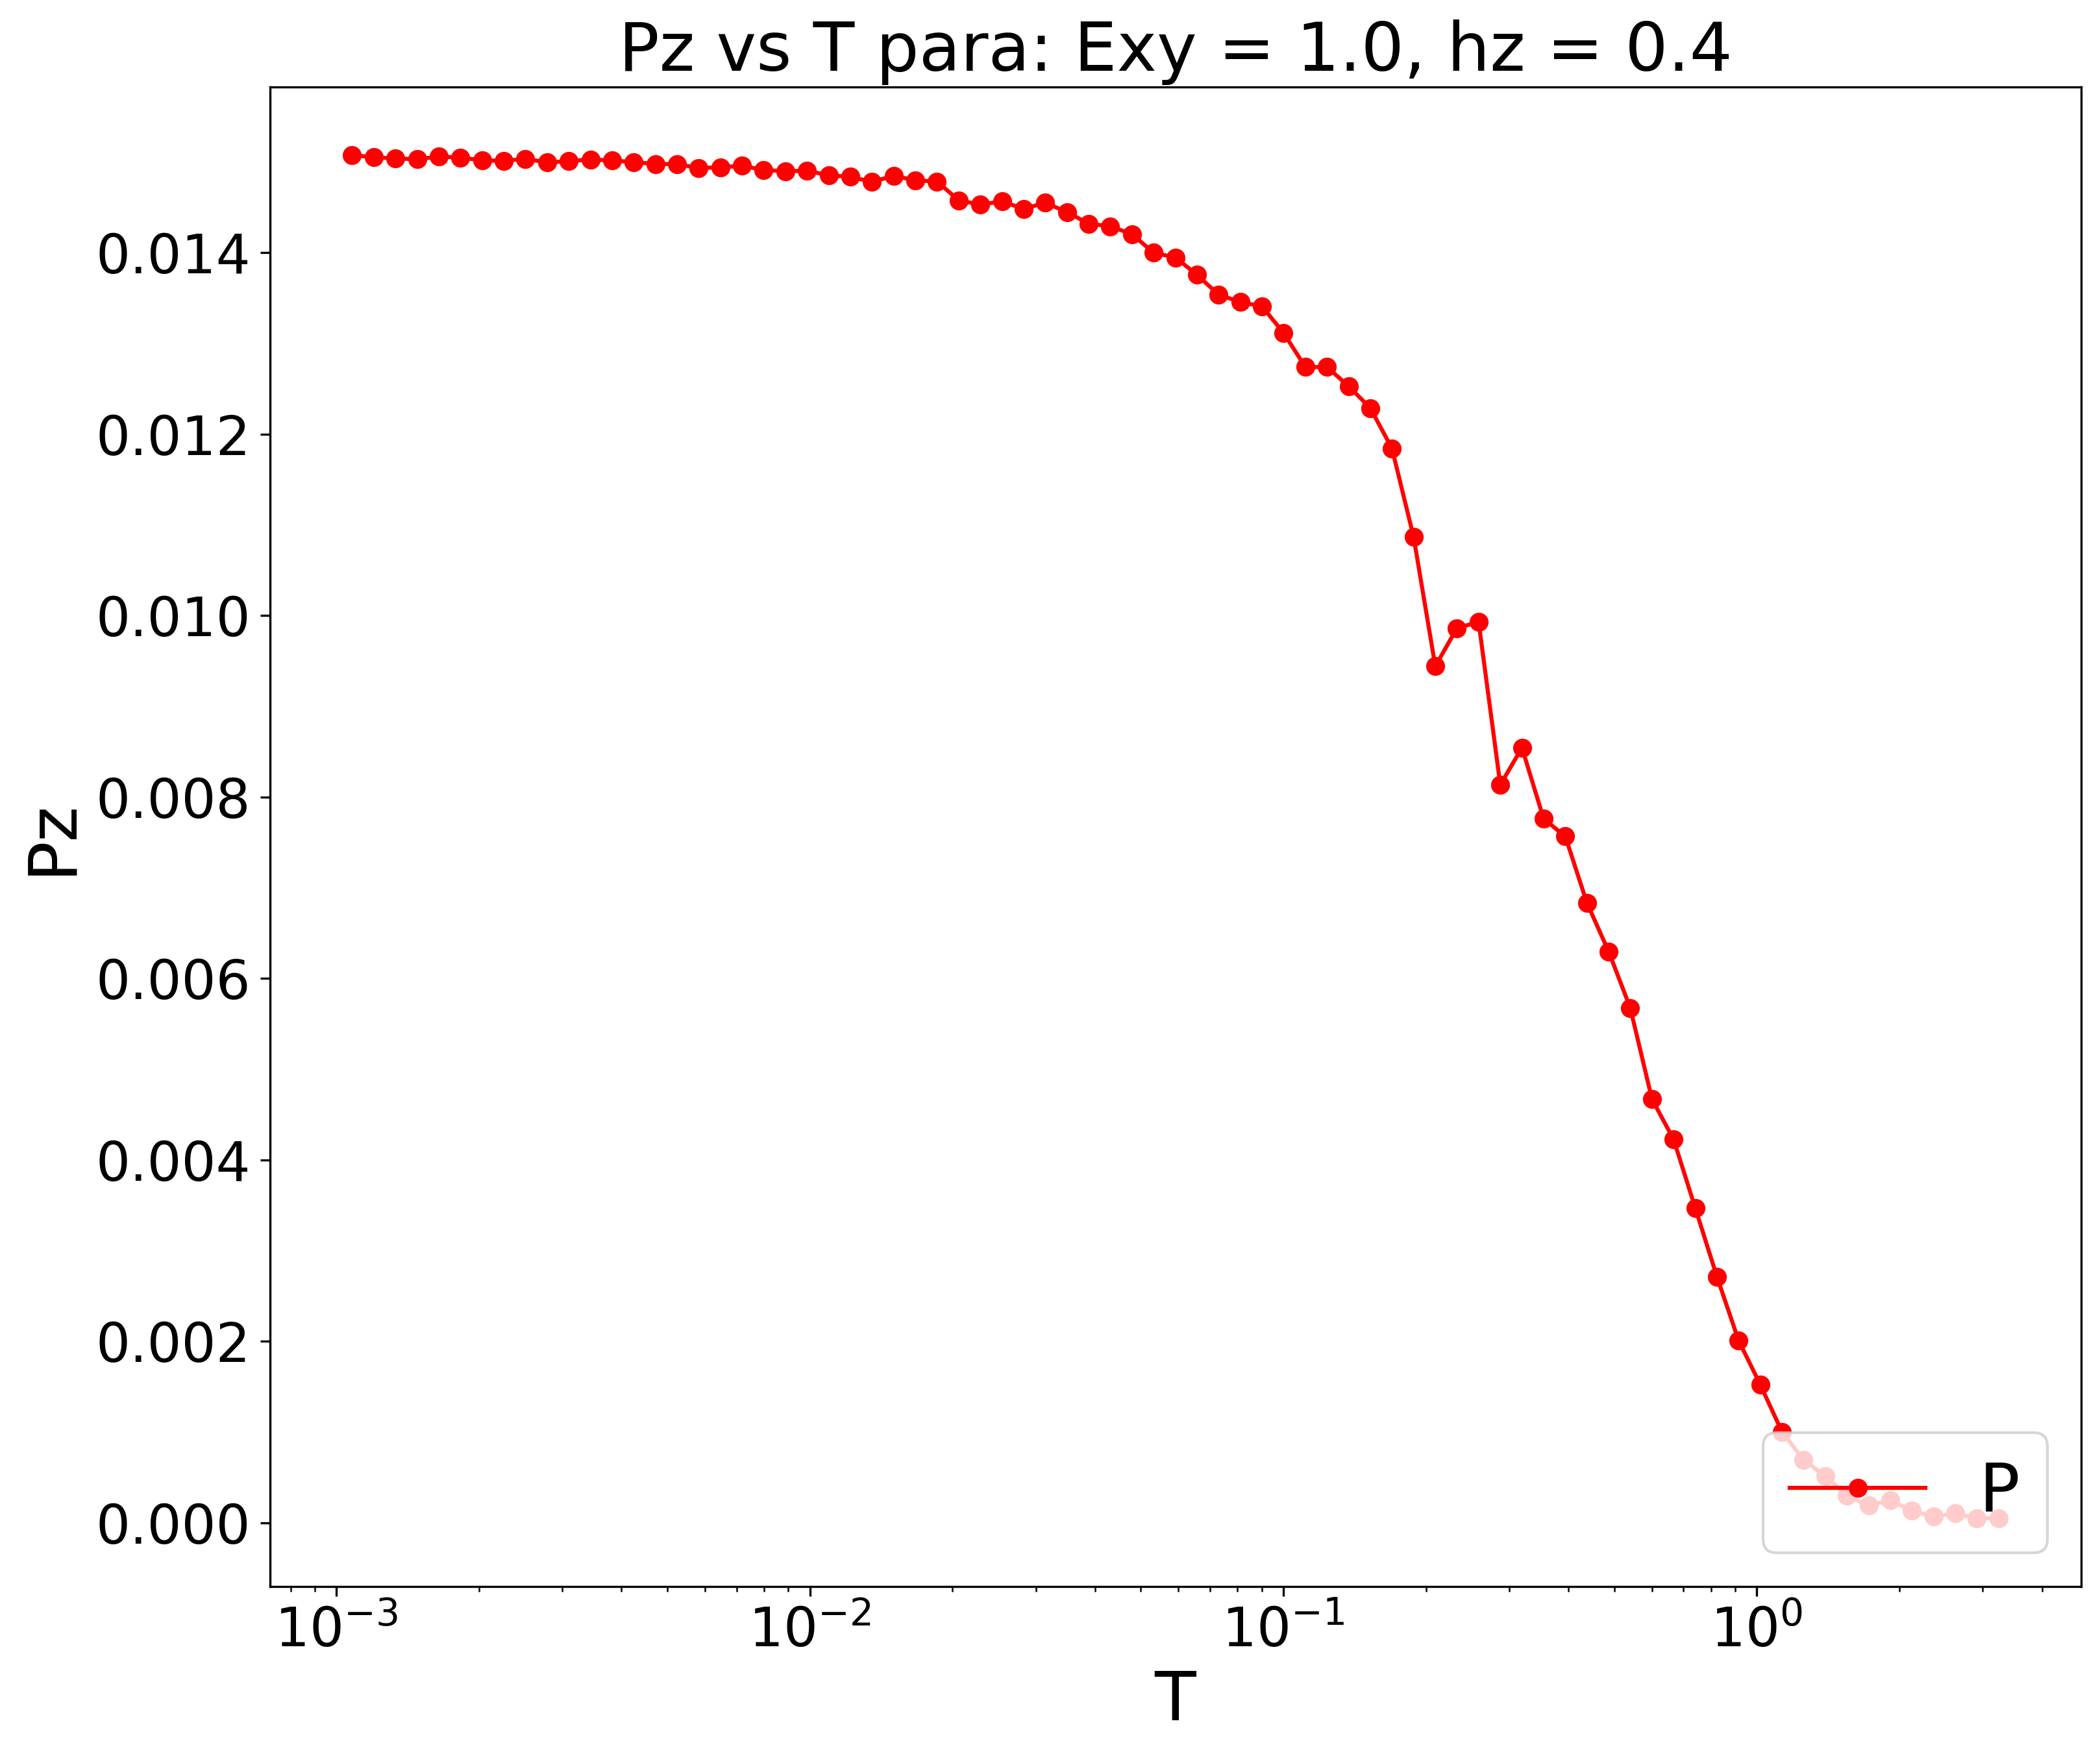 Pz vs T para: Exy = 1.0, hz = 0.4
Pz
0.014
0.012
0.010
0.008
0.006
0.004
0.002
0.000
P
10⁻³ 10⁻² 10⁻¹ 10⁰
T